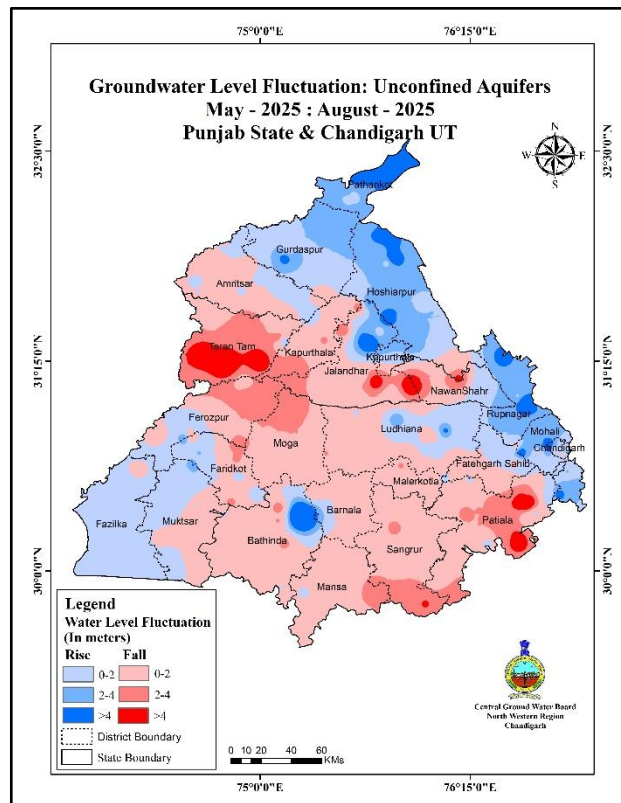 75°0'0"E 76°15'0"E
Groundwater Level Fluctuation: Unconfined Aquifers
May - 2025 : August - 2025
Punjab State & Chandigarh UT
32°30'0"N 32°30'0"N
N
W E
S
Pathankot
Gurdaspur
Amritsar
Hoshiarpur
Taran Tarn
Kapurthala
Kapurthala
31°15'0"N 31°15'0"N
Jalandhar
NawanShahr
Rupnagar
Ferozpur
Ludhiana
Mohali
Moga
Chandigarh
Faridkot
Fatehgarh Sahib
Malerkotla
Fazilka
Muktsar
Barnala
Patiala
Bathinda
Sangrur
30°0'0"N 30°0'0"N
Mansa
Legend
Water Level Fluctuation
(In meters)
Rise Fall
0-2 0-2
2-4 2-4
>4 >4
District Boundary
State Boundary
Central Ground Water Board
North Western Region
Chandigarh
0 10 20 40 60
KMs
75°0'0"E 76°15'0"E